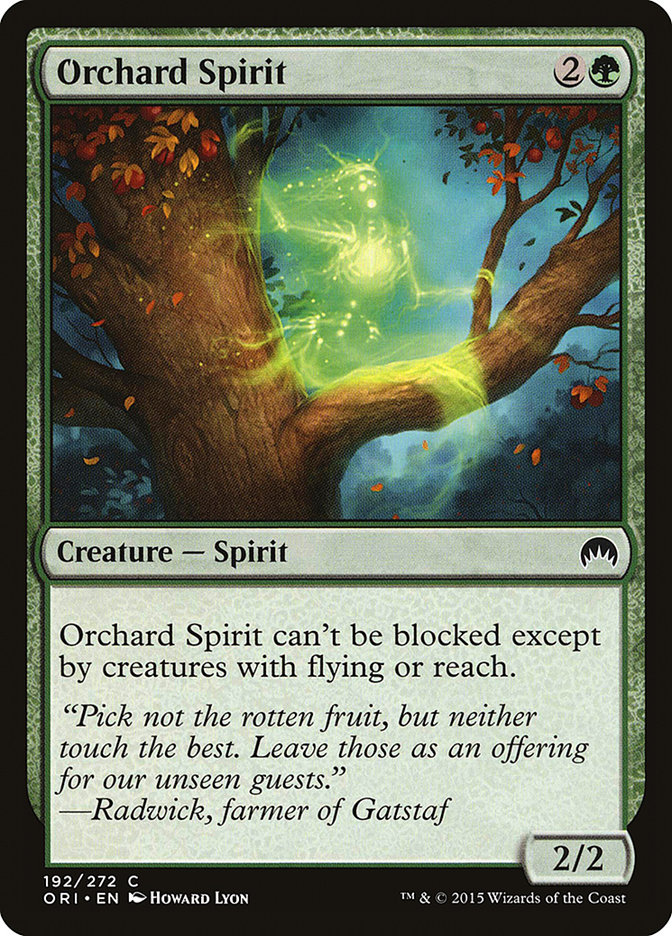 Orchard Spirit 2
Creature — Spirit
Orchard Spirit can't be blocked except
by creatures with flying or reach.
“Pick not the rotten fruit, but neither
touch the best. Leave those as an offering
for our unseen guests.”
—Radwick, farmer of Gatstaf
2/2
192/272 C
ORI • EN Howard Lyon ™ & © 2015 Wizards of the Coast